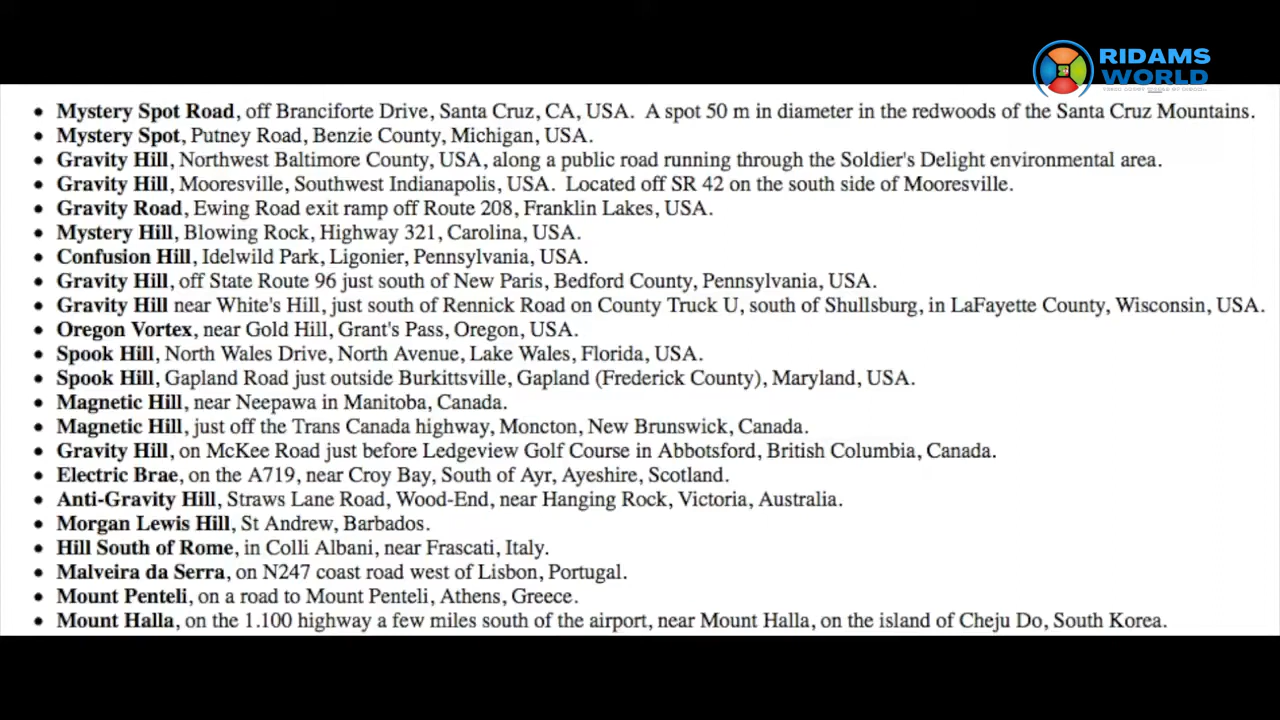 RIDAMS
WORLD
• Mystery Spot Road, off Branciforte Drive, Santa Cruz, CA, USA. A spot 50 m in diameter in the redwoods of the Santa Cruz Mountains.
• Mystery Spot, Putney Road, Benzie County, Michigan, USA.
• Gravity Hill, Northwest Baltimore County, USA, along a public road running through the Soldier's Delight environmental area.
• Gravity Hill, Mooresville, Southwest Indianapolis, USA. Located off SR 42 on the south side of Mooresville.
• Gravity Road, Ewing Road exit ramp off Route 208, Franklin Lakes, USA.
• Mystery Hill, Blowing Rock, Highway 321, Carolina, USA.
• Confusion Hill, Idelwild Park, Ligonier, Pennsylvania, USA.
• Gravity Hill, off State Route 96 just south of New Paris, Bedford County, Pennsylvania, USA.
• Gravity Hill near White's Hill, just south of Rennick Road on County Truck U, south of Shullsburg, in LaFayette County, Wisconsin, USA.
• Oregon Vortex, near Gold Hill, Grant's Pass, Oregon, USA.
• Spook Hill, North Wales Drive, North Avenue, Lake Wales, Florida, USA.
• Spook Hill, Gapland Road just outside Burkittsville, Gapland (Frederick County), Maryland, USA.
• Magnetic Hill, near Neepawa in Manitoba, Canada.
• Magnetic Hill, just off the Trans Canada highway, Moncton, New Brunswick, Canada.
• Gravity Hill, on McKee Road just before Ledgeview Golf Course in Abbotsford, British Columbia, Canada.
• Electric Brae, on the A719, near Croy Bay, South of Ayr, Ayeshire, Scotland.
• Anti-Gravity Hill, Straws Lane Road, Wood-End, near Hanging Rock, Victoria, Australia.
• Morgan Lewis Hill, St Andrew, Barbados.
• Hill South of Rome, in Colli Albani, near Frascati, Italy.
• Malveira da Serra, on N247 coast road west of Lisbon, Portugal.
• Mount Penteli, on a road to Mount Penteli, Athens, Greece.
• Mount Halla, on the 1.100 highway a few miles south of the airport, near Mount Halla, on the island of Cheju Do, South Korea.